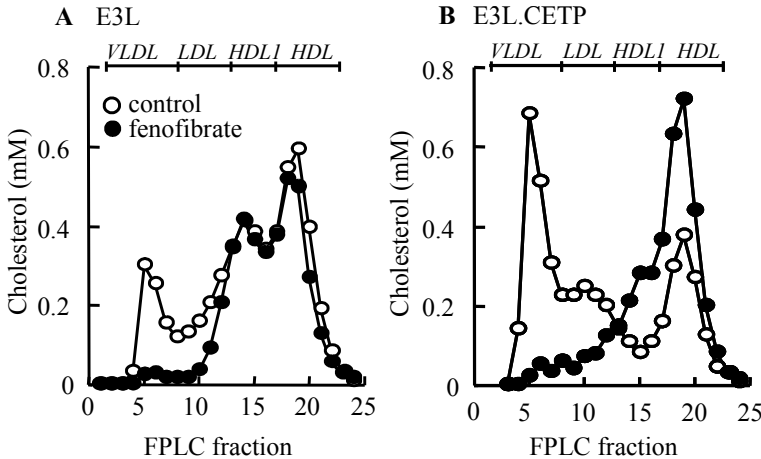 A E3L
VLDL LDL HDL1 HDL
0.8
0.6
0.4
0.2
0
control
fenofibrate
Cholesterol (mM)
0 5 10 15 20 25
FPLC fraction
B E3L.CETP
VLDL LDL HDL1 HDL
0.8
0.6
0.4
0.2
0
Cholesterol (mM)
0 5 10 15 20 25
FPLC fraction